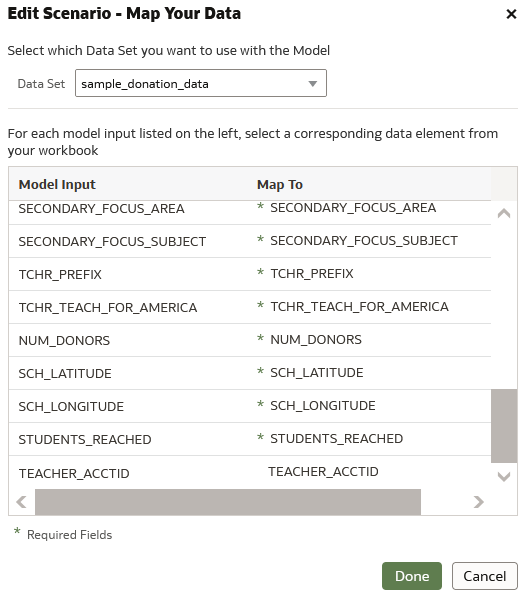 Edit Scenario - Map Your Data
Select which Data Set you want to use with the Model
Data Set sample_donation_data
For each model input listed on the left, select a corresponding data element from
your workbook
Model Input Map To
SECONDARY_FOCUS_AREA * SECONDARY_FOCUS_AREA
SECONDARY_FOCUS_SUBJECT * SECONDARY_FOCUS_SUBJECT
TCHR_PREFIX * TCHR_PREFIX
TCHR_TEACH_FOR_AMERICA * TCHR_TEACH_FOR_AMERICA
NUM_DONORS * NUM_DONORS
SCH_LATITUDE * SCH_LATITUDE
SCH_LONGITUDE * SCH_LONGITUDE
STUDENTS_REACHED * STUDENTS_REACHED
TEACHER_ACCTID TEACHER_ACCTID
* Required Fields
Done Cancel